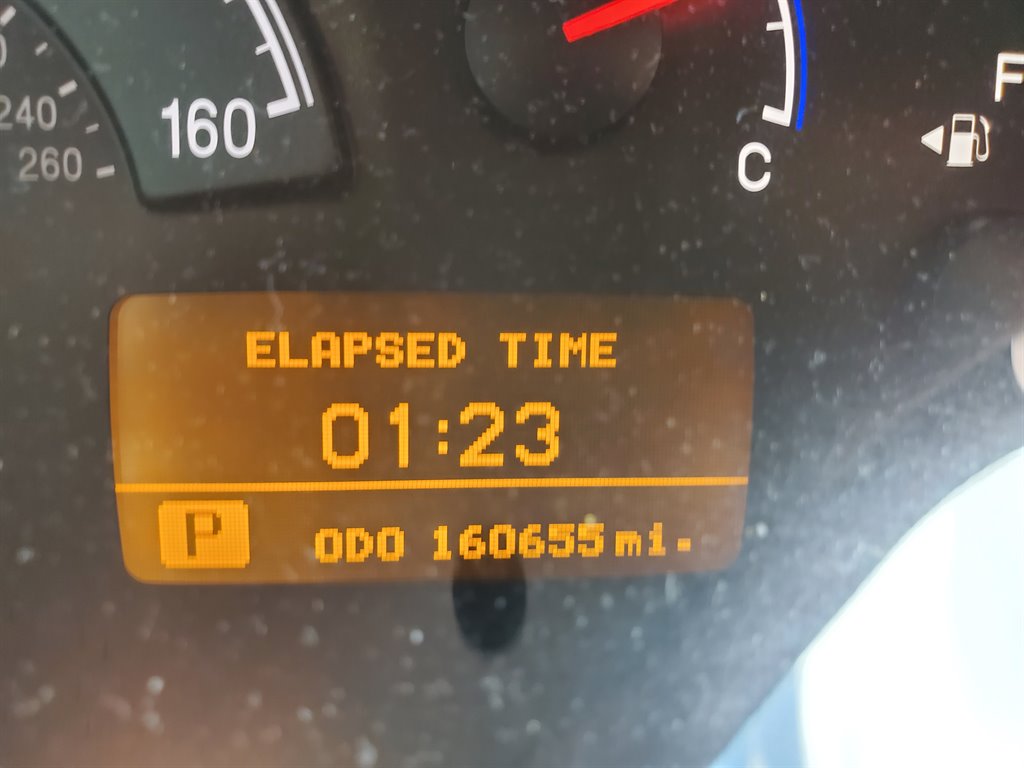 240
260
160
C
F
ELAPSED TIME
01:23
P ODO 160655 mi.